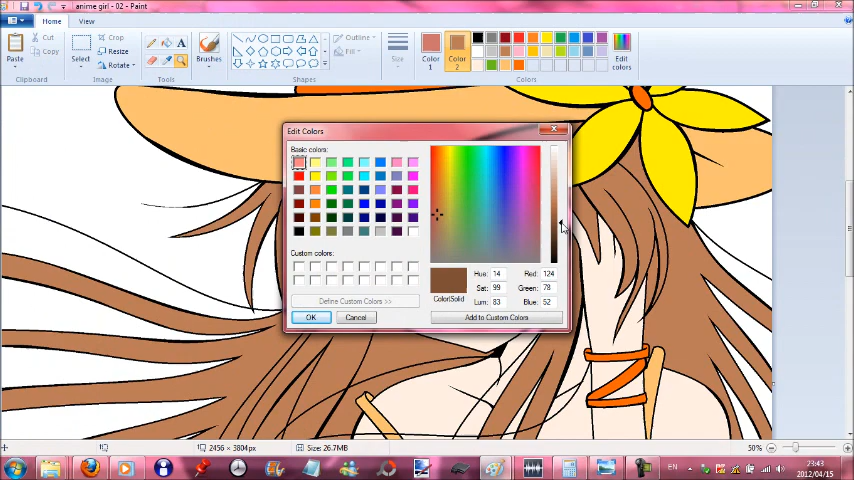 anime girl - 02 - Paint
Home View
Paste
Cut
Copy
Clipboard
Select
Crop
Resize
Rotate
Image
Tools
Brushes
Shapes
Outline
Fill
Size
Color 1
Color 2
Edit colors
Colors
Edit Colors
Basic colors:
Custom colors:
Define Custom Colors >>
OK Cancel
Color|Solid
Hue: 14 Red: 124
Sat: 99 Green: 78
Lum: 83 Blue: 52
Add to Custom Colors
2456 × 3804px Size: 26.7MB 50%
EN 23:43
2012/04/15